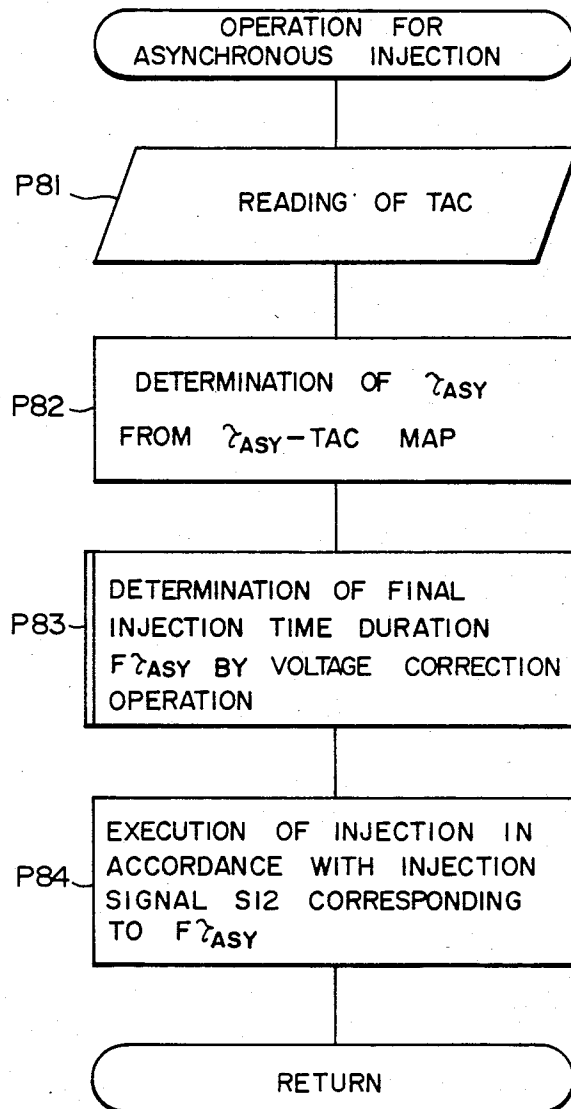 OPERATION FOR
ASYNCHRONOUS INJECTION
P81
READING OF TAC
P82
DETERMINATION OF τASY
FROM τASY-TAC MAP
P83
DETERMINATION OF FINAL
INJECTION TIME DURATION
FτASY BY VOLTAGE CORRECTION
OPERATION
P84
EXECUTION OF INJECTION IN
ACCORDANCE WITH INJECTION
SIGNAL S12 CORRESPONDING
TO FτASY
RETURN